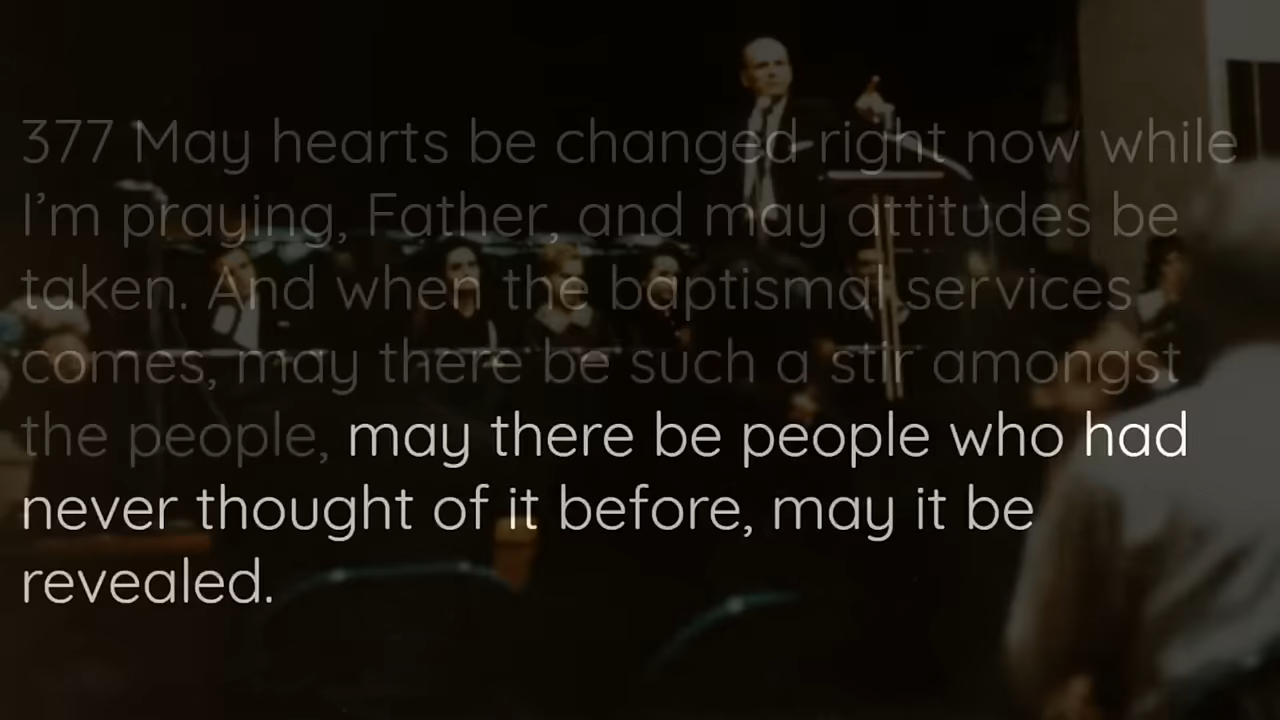 377 May hearts be changed right now while
I’m praying, Father, and may attitudes be
taken. And when the baptismal services
comes, may there be such a stir amongst
the people, may there be people who had
never thought of it before, may it be
revealed.